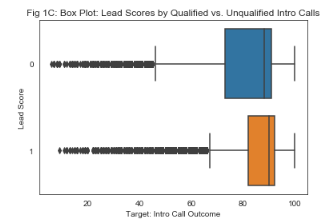 Fig 1C: Box Plot: Lead Scores by Qualified vs. Unqualified Intro Calls
0
Lead Score
1
20
40
60
80
100
Target: Intro Call Outcome